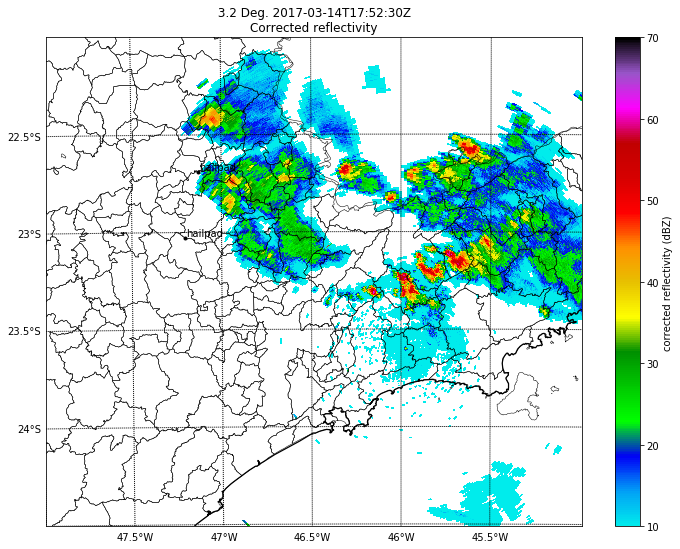 3.2 Deg. 2017-03-14T17:52:30Z
Corrected reflectivity
22.5°S
23°S
23.5°S
24°S
47.5°W
47°W
46.5°W
46°W
45.5°W
hailpad
hailpad
70
60
50
40
30
20
10
corrected reflectivity (dBZ)